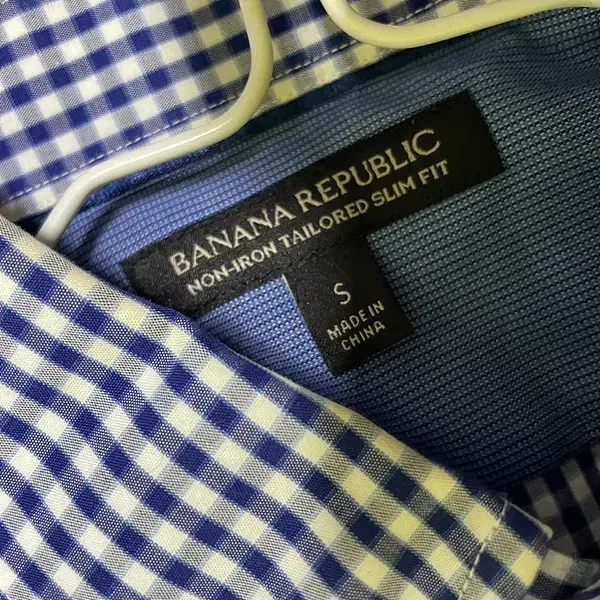 BANANA REPUBLIC
NON-IRON TAILORED SLIM FIT
S
MADE IN
CHINA